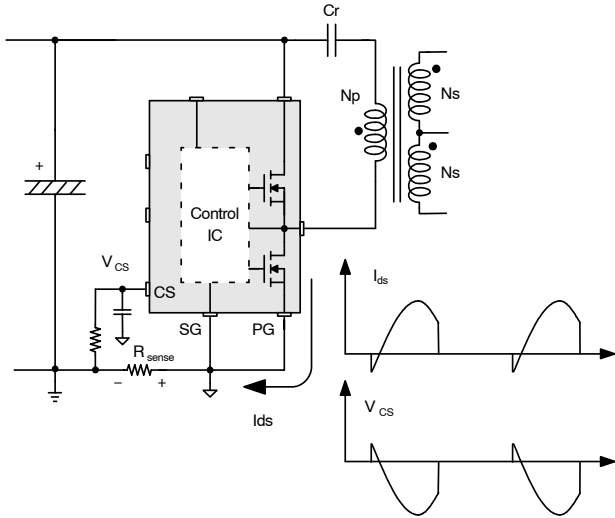 Cr
Np
Ns
Ns
+
Control
IC
V CS
CS
SG
PG
R sense
−
+
Ids
I ds
V CS